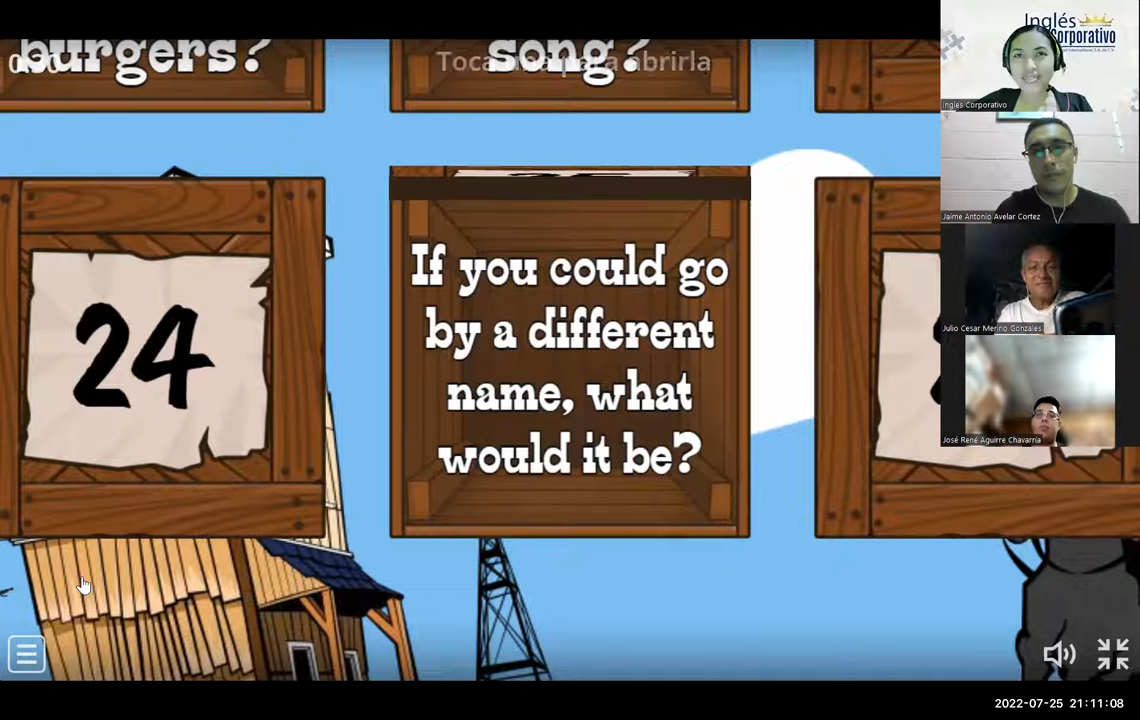 burgers?
song?
Toca una para abrirla
Inglés
Corporativo
Ingles Corporativo
Jaime Antonio Avelar Cortez
Julio Cesar Merino Gonzales
José René Aguirre Chavarría
24
If you could go
by a different
name, what
would it be?
2022-07-25 21:11:08